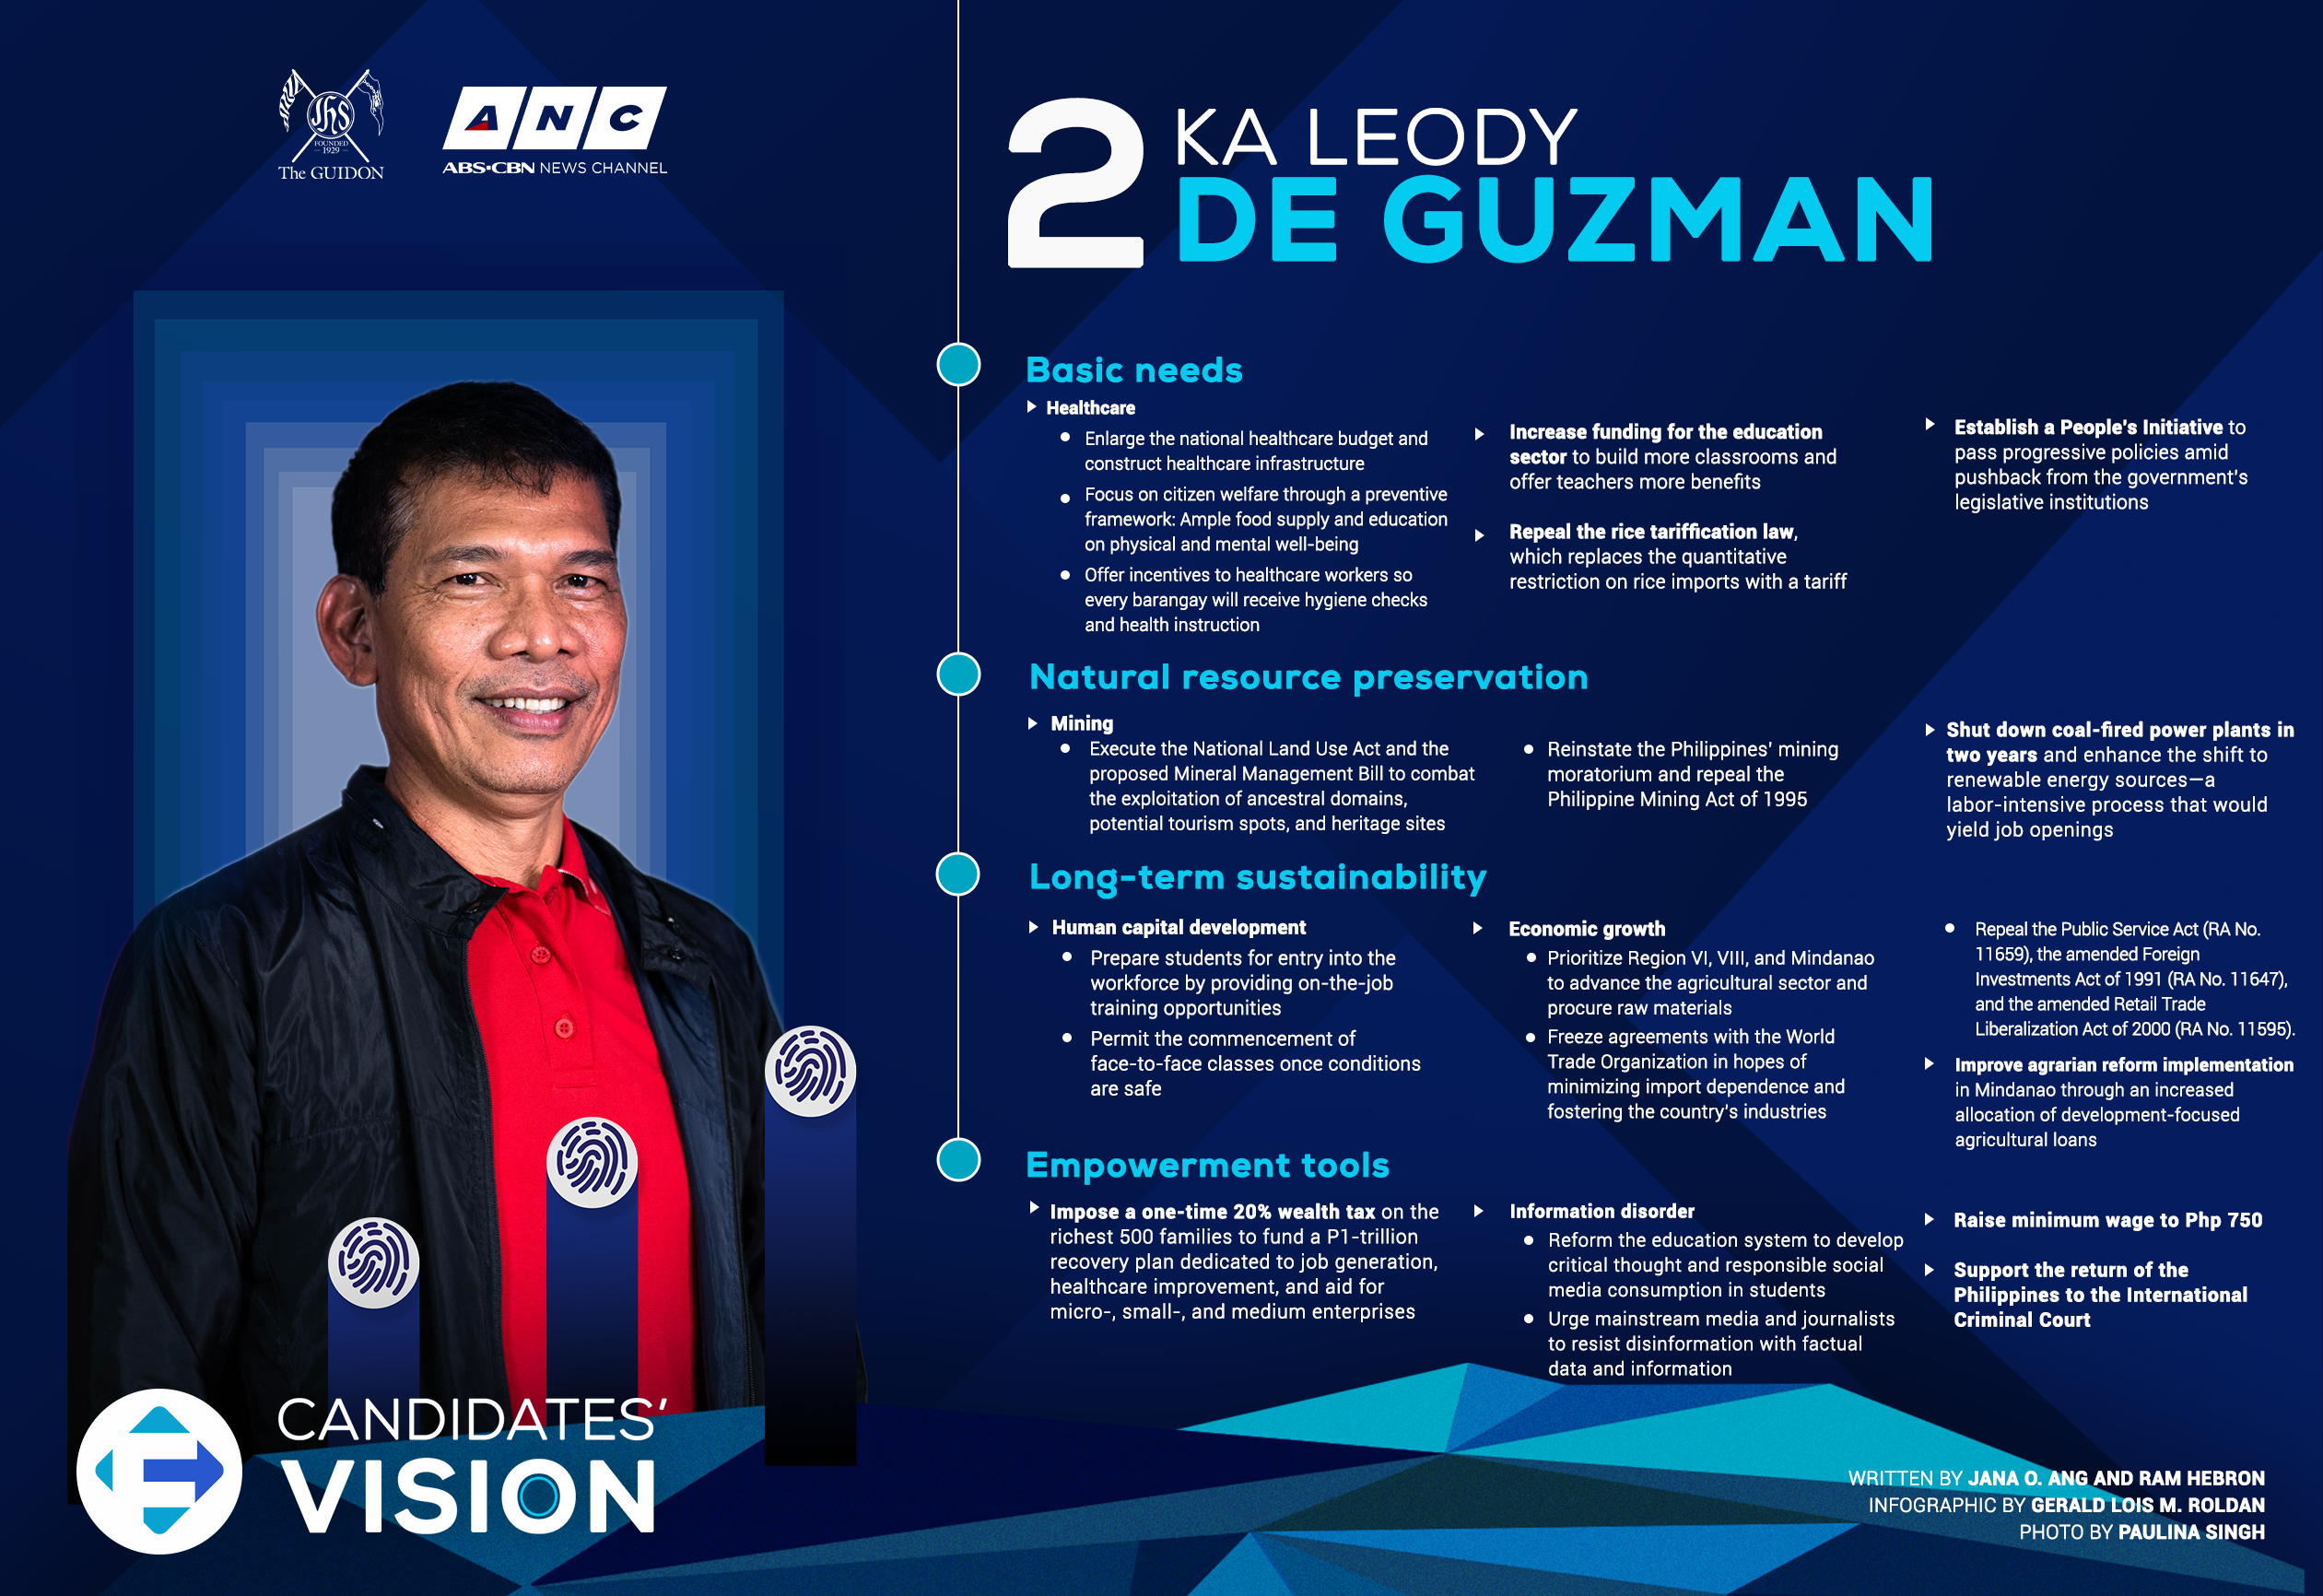 FOUNDED
1929
The GUIDON
ANC
ABS-CBN NEWS CHANNEL
2
KA LEODY
DE GUZMAN
Basic needs
Healthcare
Enlarge the national healthcare budget and
construct healthcare infrastructure
Focus on citizen welfare through a preventive
framework: Ample food supply and education
on physical and mental well-being
Offer incentives to healthcare workers so
every barangay will receive hygiene checks
and health instruction
Increase funding for the education
sector to build more classrooms and
offer teachers more benefits
Repeal the rice tariffication law,
which replaces the quantitative
restriction on rice imports with a tariff
Establish a People's Initiative to
pass progressive policies amid
pushback from the government's
legislative institutions
Natural resource preservation
Mining
Execute the National Land Use Act and the
proposed Mineral Management Bill to combat
the exploitation of ancestral domains,
potential tourism spots, and heritage sites
Reinstate the Philippines' mining
moratorium and repeal the
Philippine Mining Act of 1995
Shut down coal-fired power plants in
two years and enhance the shift to
renewable energy sources—a
labor-intensive process that would
yield job openings
Long-term sustainability
Human capital development
Prepare students for entry into the
workforce by providing on-the-job
training opportunities
Permit the commencement of
face-to-face classes once conditions
are safe
Economic growth
Prioritize Region VI, VIII, and Mindanao
to advance the agricultural sector and
procure raw materials
Freeze agreements with the World
Trade Organization in hopes of
minimizing import dependence and
fostering the country's industries
Repeal the Public Service Act (RA No.
11659), the amended Foreign
Investments Act of 1991 (RA No. 11647),
and the amended Retail Trade
Liberalization Act of 2000 (RA No. 11595).
Improve agrarian reform implementation
in Mindanao through an increased
allocation of development-focused
agricultural loans
Empowerment tools
Impose a one-time 20% wealth tax on the
richest 500 families to fund a P1-trillion
recovery plan dedicated to job generation,
healthcare improvement, and aid for
micro-, small-, and medium enterprises
Information disorder
Reform the education system to develop
critical thought and responsible social
media consumption in students
Urge mainstream media and journalists
to resist disinformation with factual
data and information
Raise minimum wage to Php 750
Support the return of the
Philippines to the International
Criminal Court
CANDIDATES'
VISION
WRITTEN BY JANA O. ANG AND RAM HEBRON
INFOGRAPHIC BY GERALD LOIS M. ROLDAN
PHOTO BY PAULINA SINGH